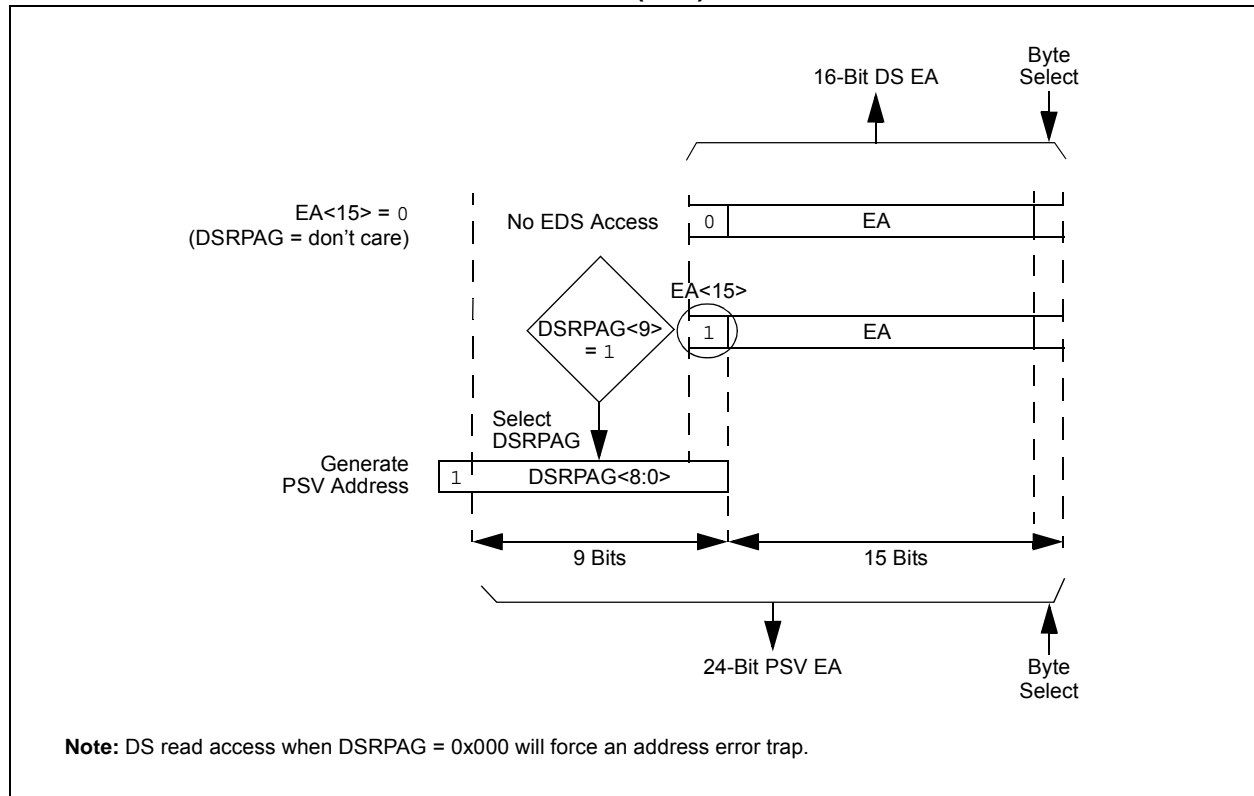 16-Bit DS EA
Byte
Select
EA<15> = 0
(DSRPAG = don't care)
No EDS Access
0
EA
EA<15>
DSRPAG<9>
= 1
1
EA
Select
DSRPAG
Generate
PSV Address
1
DSRPAG<8:0>
9 Bits
15 Bits
24-Bit PSV EA
Byte
Select
Note: DS read access when DSRPAG = 0x000 will force an address error trap.